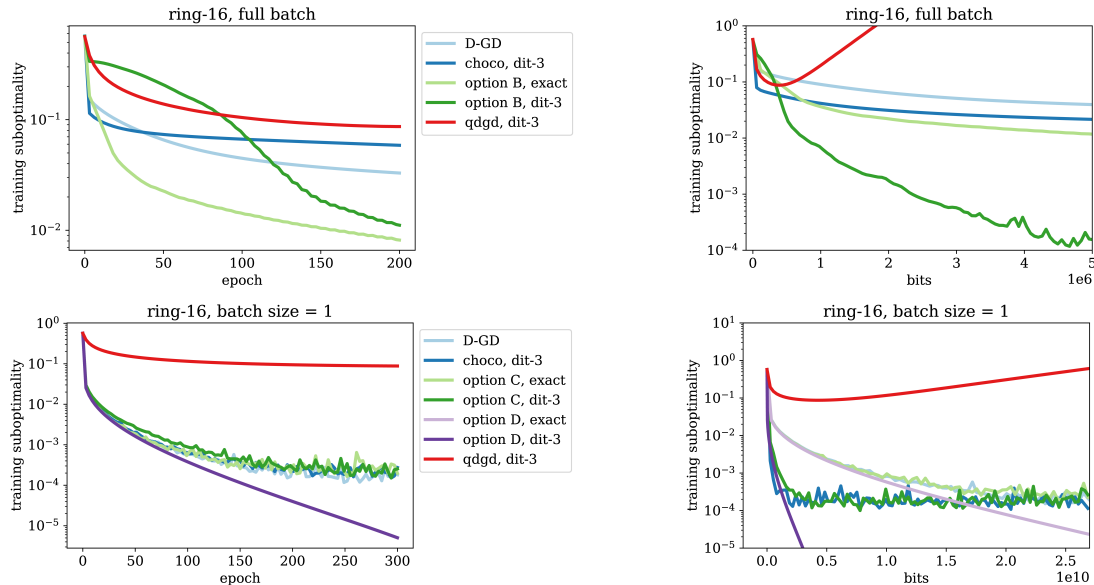 ring-16, full batch
training suboptimality
10⁻¹
10⁻²
0 50 100 150 200
epoch
D-GD
choco, dit-3
option B, exact
option B, dit-3
qdgd, dit-3
ring-16, full batch
training suboptimality
10⁰
10⁻¹
10⁻²
10⁻³
10⁻⁴
0 1 2 3 4 5
1e6
bits
ring-16, batch size = 1
training suboptimality
10⁰
10⁻¹
10⁻²
10⁻³
10⁻⁴
10⁻⁵
0 50 100 150 200 250 300
epoch
D-GD
choco, dit-3
option C, exact
option C, dit-3
option D, exact
option D, dit-3
qdgd, dit-3
ring-16, batch size = 1
training suboptimality
10¹
10⁰
10⁻¹
10⁻²
10⁻³
10⁻⁴
10⁻⁵
0.0 0.5 1.0 1.5 2.0 2.5
1e10
bits